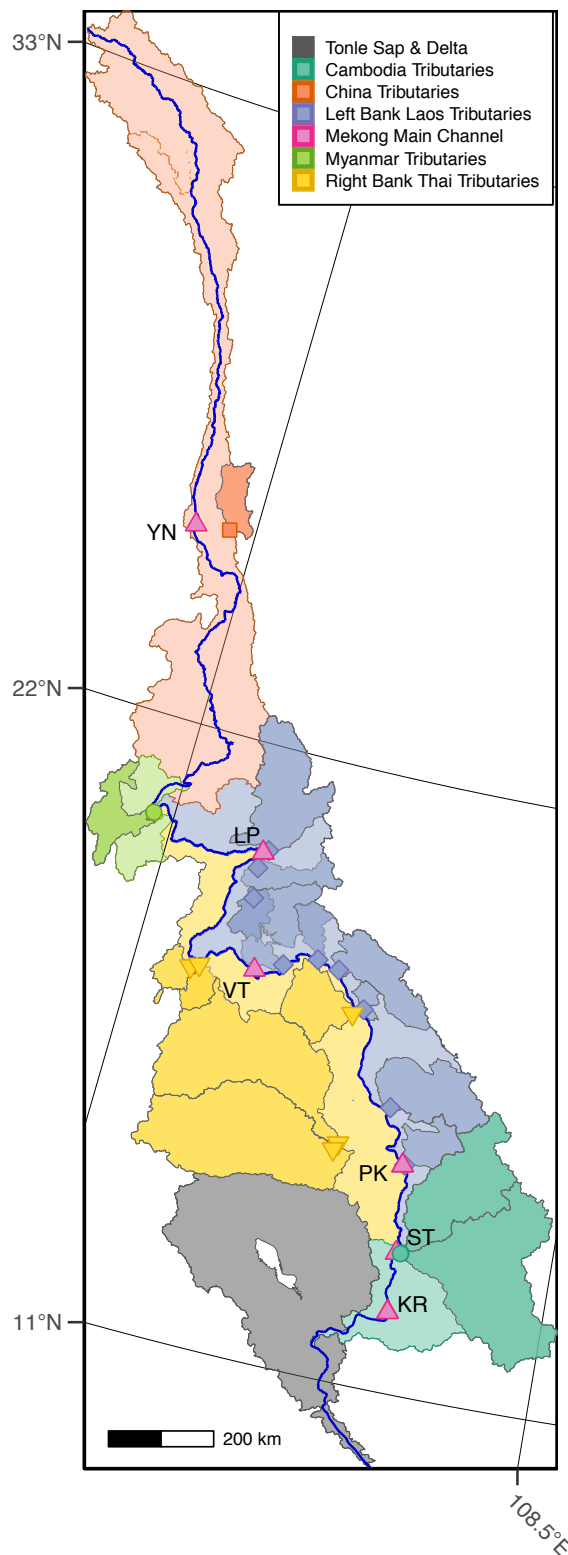 33°N
Tonle Sap & Delta
Cambodia Tributaries
China Tributaries
Left Bank Laos Tributaries
Mekong Main Channel
Myanmar Tributaries
Right Bank Thai Tributaries
YN
22°N
LP
VT
PK
ST
KR
11°N
200 km
108.5°E